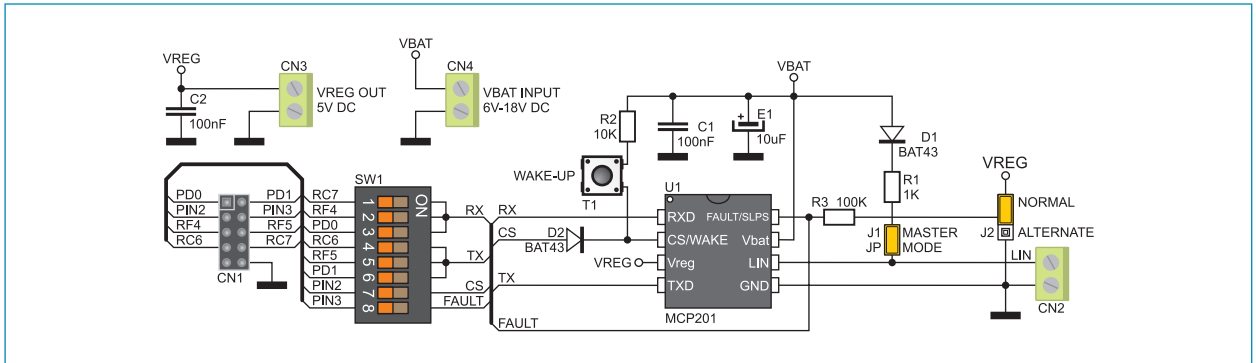 VREG
CN3
C2
100nF
VREG OUT
5V DC
VBAT
CN4
VBAT INPUT
6V-18V DC
VBAT
R2
10K
C1
100nF
+
E1
10uF
D1
BAT43
WAKE-UP
T1
R1
1K
VREG
NORMAL
J2
ALTERNATE
J1
JP
MASTER
MODE
R3 100K
LIN
CN2
PD0
PIN2
RF4
RC6
PD1
PIN3
RF5
RC7
CN1
SW1
ON
RC7
RF4
PD0
RC6
RF5
PD1
PIN2
PIN3
1
2
3
4
5
6
7
8
RX
TX
CS
FAULT
RX
CS
D2
BAT43
VREG
TX
FAULT
U1
RXD
CS/WAKE
Vreg
TXD
FAULT/SLPS
Vbat
LIN
GND
MCP201